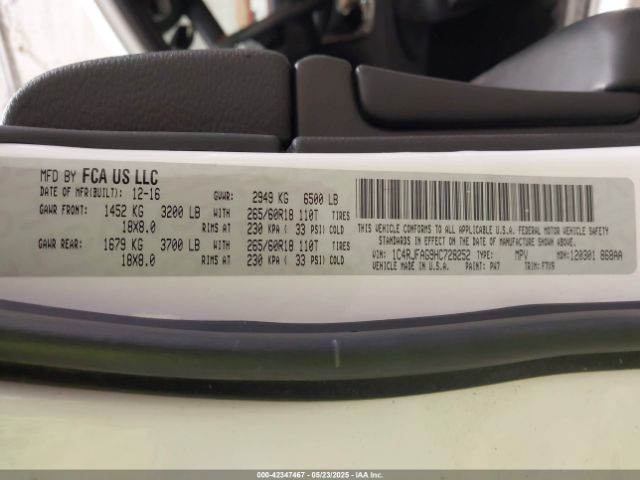 MFD BY FCA US LLC
DATE OF MFR(BUILT): 12-16 GVWR: 2949 KG 6500 LB
GAWR FRONT: 1452 KG 3200 LB WITH 265/60R18 110T TIRES
18X8.0 RIMS AT 230 KPA ( 33 PSI) COLD
GAWR REAR: 1679 KG 3700 LB WITH 265/60R18 110T TIRES
18X8.0 RIMS AT 230 KPA ( 33 PSI) COLD
THIS VEHICLE CONFORMS TO ALL APPLICABLE U.S.A. FEDERAL MOTOR VEHICLE SAFETY
STANDARDS IN EFFECT ON THE DATE OF MANUFACTURE SHOWN ABOVE.
VIN: 1C4RJFAG9HC728252 TYPE: MPV MDH: 120301 868AA
VEHICLE MADE IN U.S.A. PAINT: PW7 TRIM: F7V9
000-42347467 - 05/23/2025 - IAA Inc.